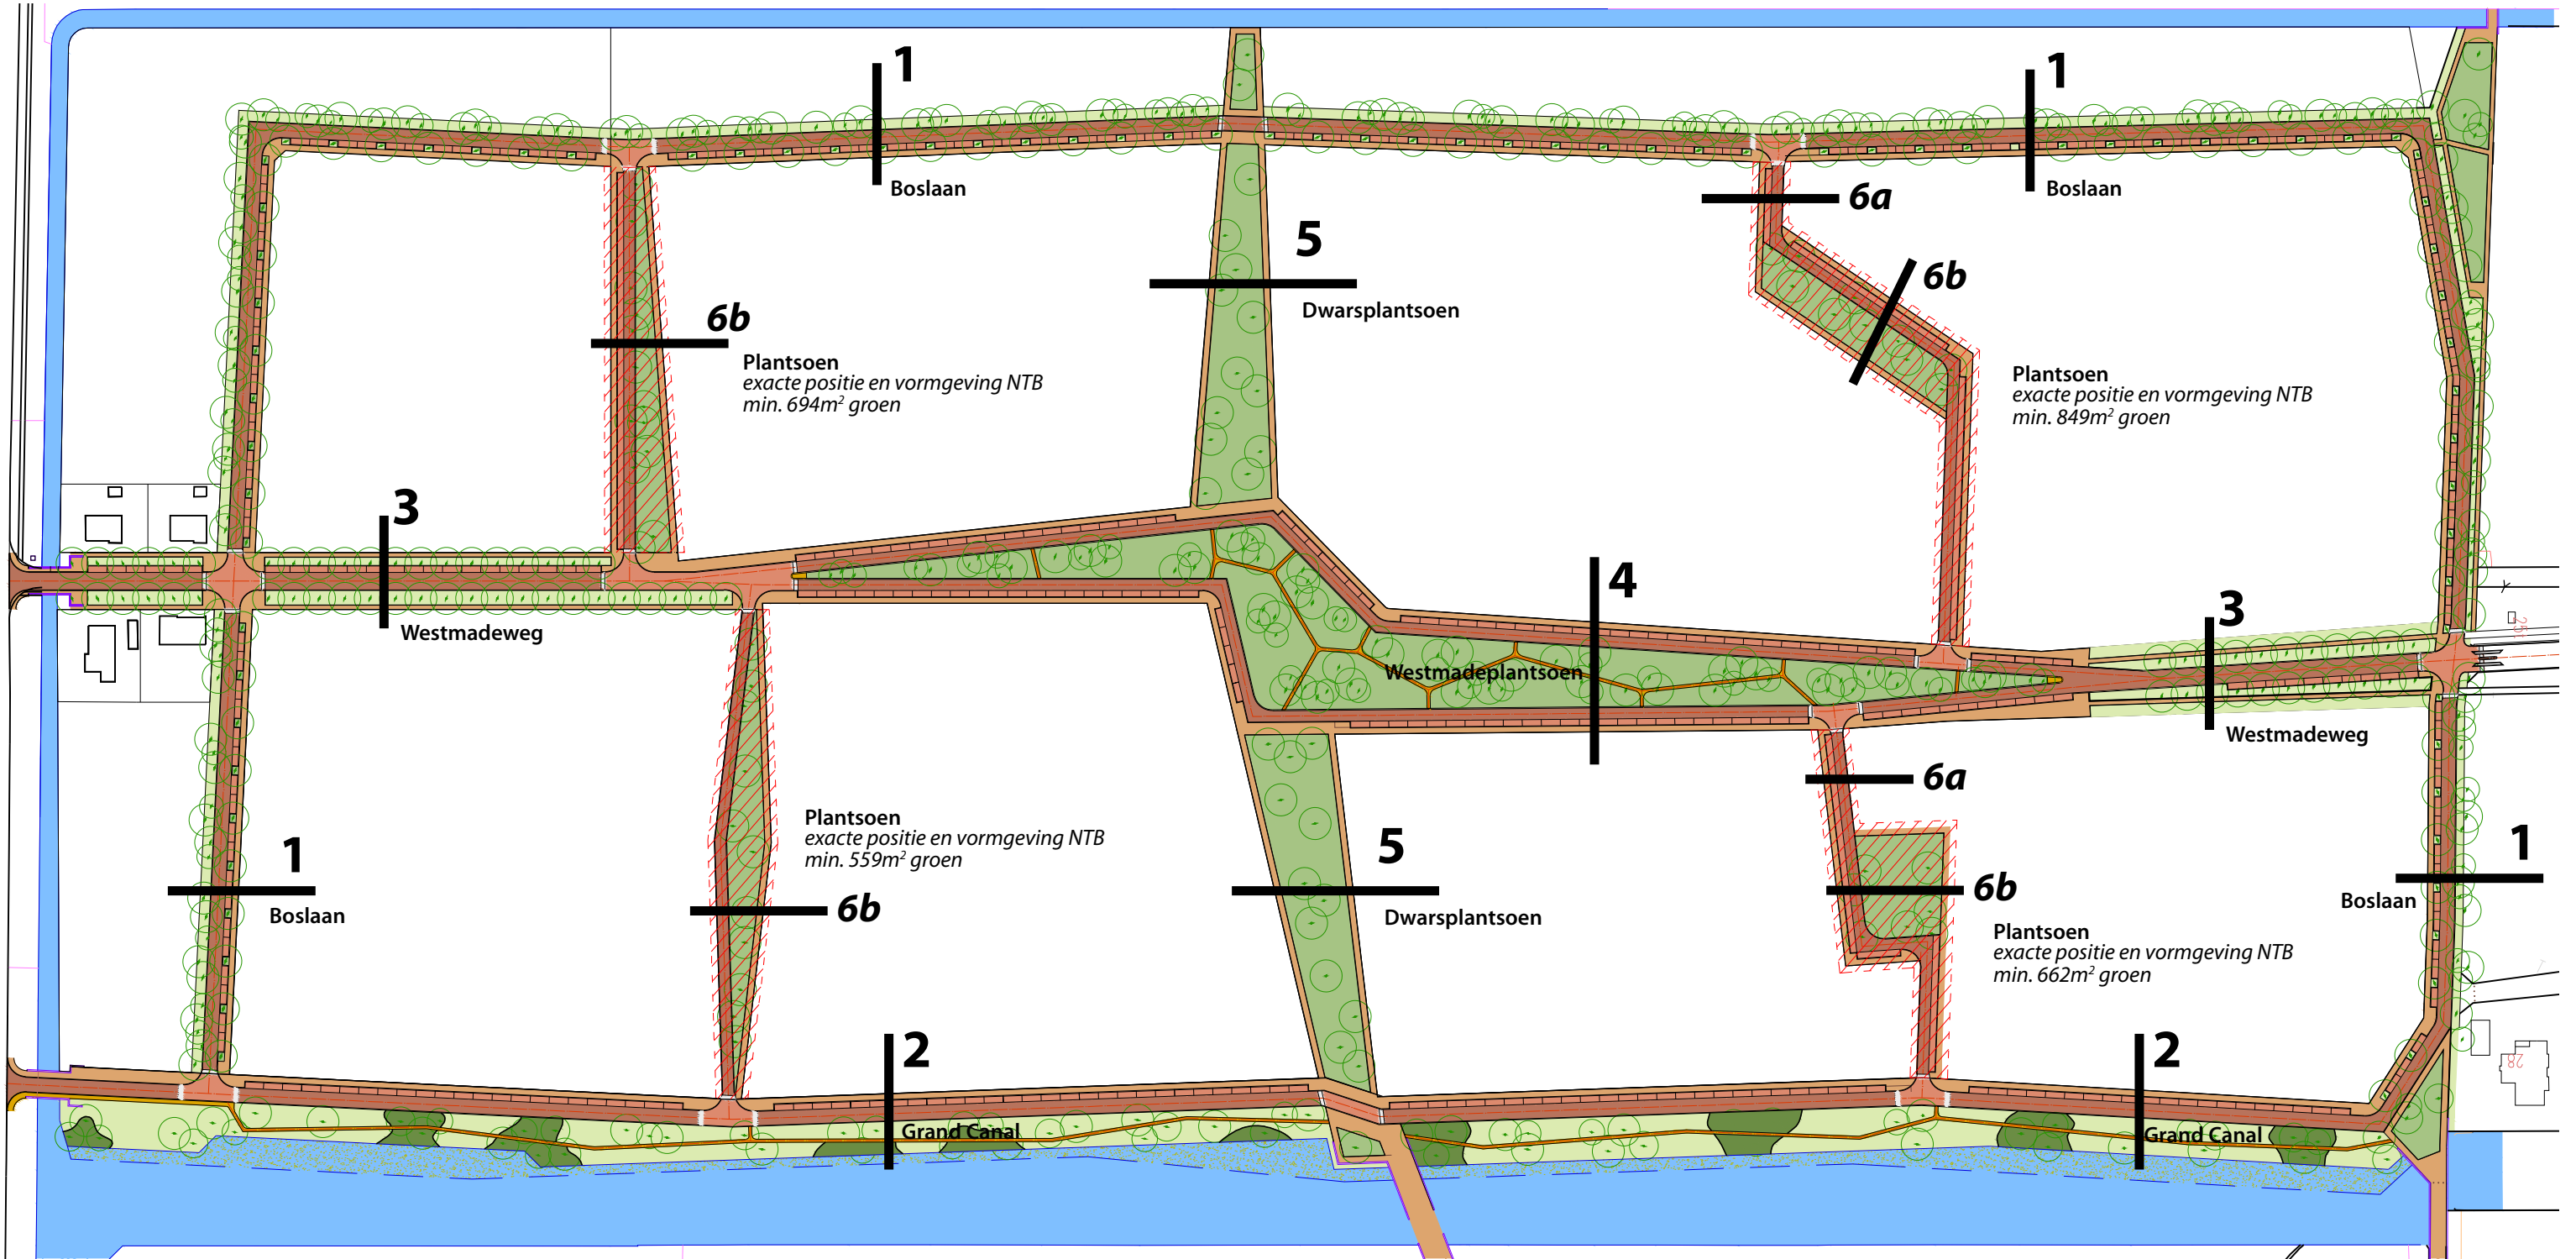 1
Boslaan
1
Boslaan
6a
5
Dwarsplantsoen
6b
6b
Plantsoen
exacte positie en vormgeving NTB
min. 694m² groen
Plantsoen
exacte positie en vormgeving NTB
min. 849m² groen
3
Westmadeweg
4
Westmadeplantsoen
3
Westmadeweg
6a
Plantsoen
exacte positie en vormgeving NTB
min. 559m² groen
6b
1
Boslaan
5
Dwarsplantsoen
6b
Plantsoen
exacte positie en vormgeving NTB
min. 662m² groen
1
Boslaan
2
Grand Canal
2
Grand Canal
28